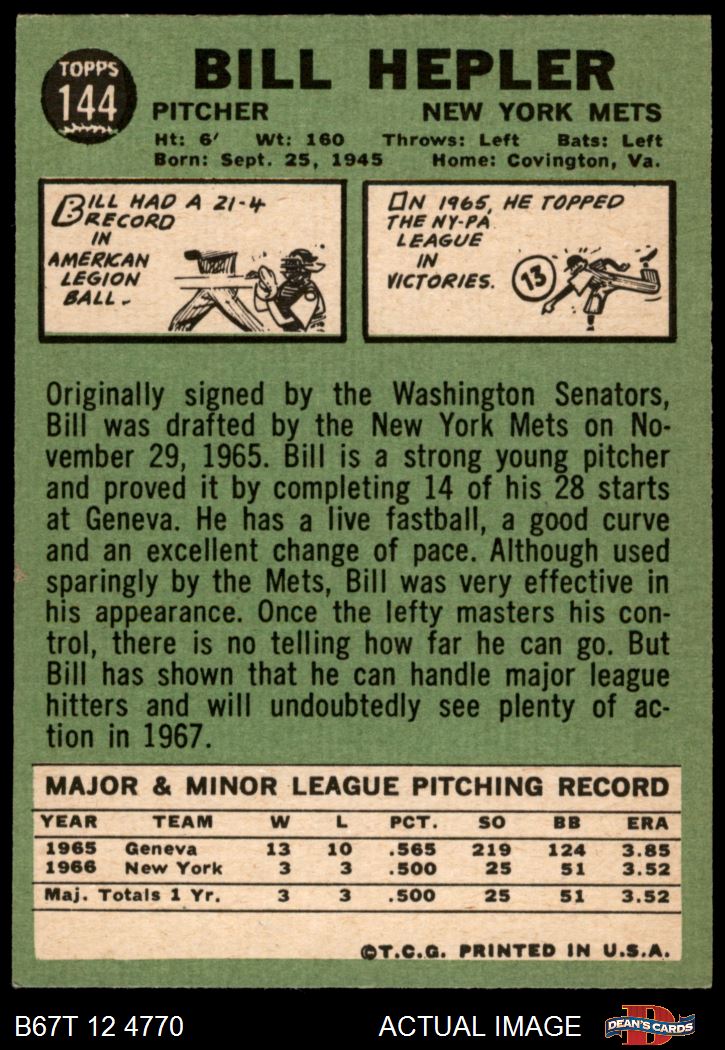 TOPPS
144
BILL HEPLER
PITCHER NEW YORK METS
Ht: 6' Wt: 160 Throws: Left Bats: Left
Born: Sept. 25, 1945 Home: Covington, Va.
BILL HAD A 21-4
RECORD
IN
AMERICAN
LEGION
BALL.
IN 1965, HE TOPPED
THE NY-PA
LEAGUE
IN
VICTORIES.
13
Originally signed by the Washington Senators,
Bill was drafted by the New York Mets on No-
vember 29, 1965. Bill is a strong young pitcher
and proved it by completing 14 of his 28 starts
at Geneva. He has a live fastball, a good curve
and an excellent change of pace. Although used
sparingly by the Mets, Bill was very effective in
his appearance. Once the lefty masters his con-
trol, there is no telling how far he can go. But
Bill has shown that he can handle major league
hitters and will undoubtedly see plenty of ac-
tion in 1967.
MAJOR & MINOR LEAGUE PITCHING RECORD
YEAR TEAM W L PCT. SO BB ERA
1965 Geneva 13 10 .565 219 124 3.85
1966 New York 3 3 .500 25 51 3.52
Maj. Totals 1 Yr. 3 3 .500 25 51 3.52
©T.C.G. PRINTED IN U.S.A.
B67T 12 4770 ACTUAL IMAGE
D
DEAN'S CARDS